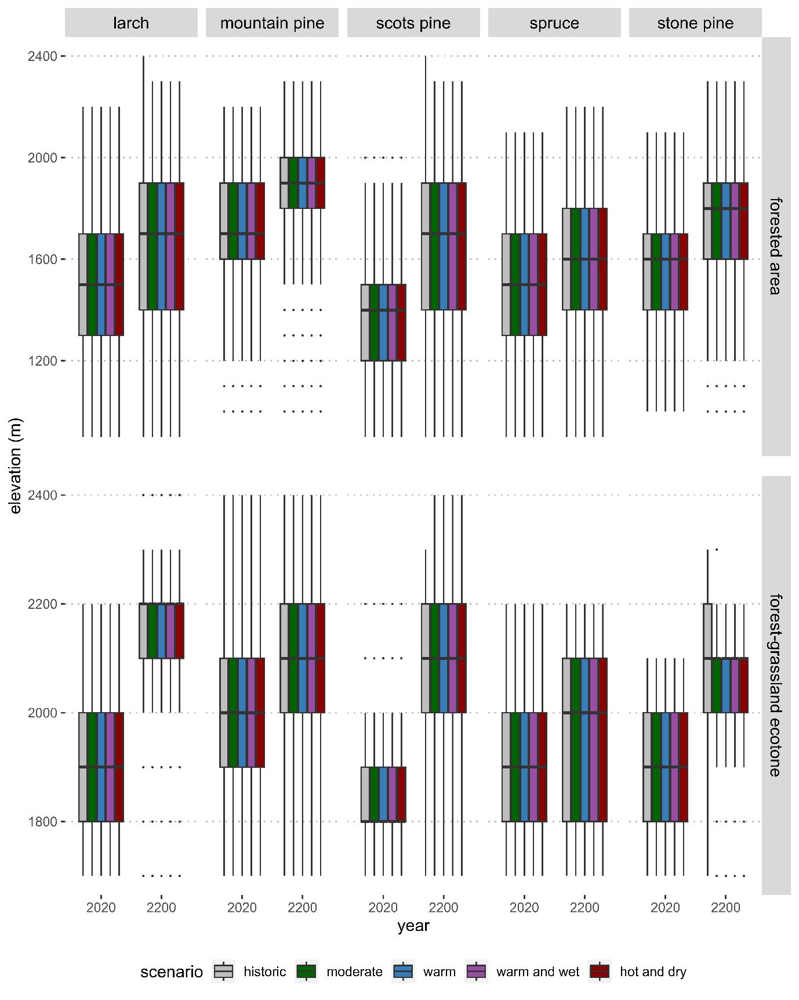 larch mountain pine scots pine spruce stone pine
2400
2000
1600
1200
forested area
elevation (m)
2400
2200
2000
1800
forest-grassland ecotone
2020 2200 2020 2200 2020 2200 2020 2200 2020 2200
year
scenario historic moderate warm warm and wet hot and dry